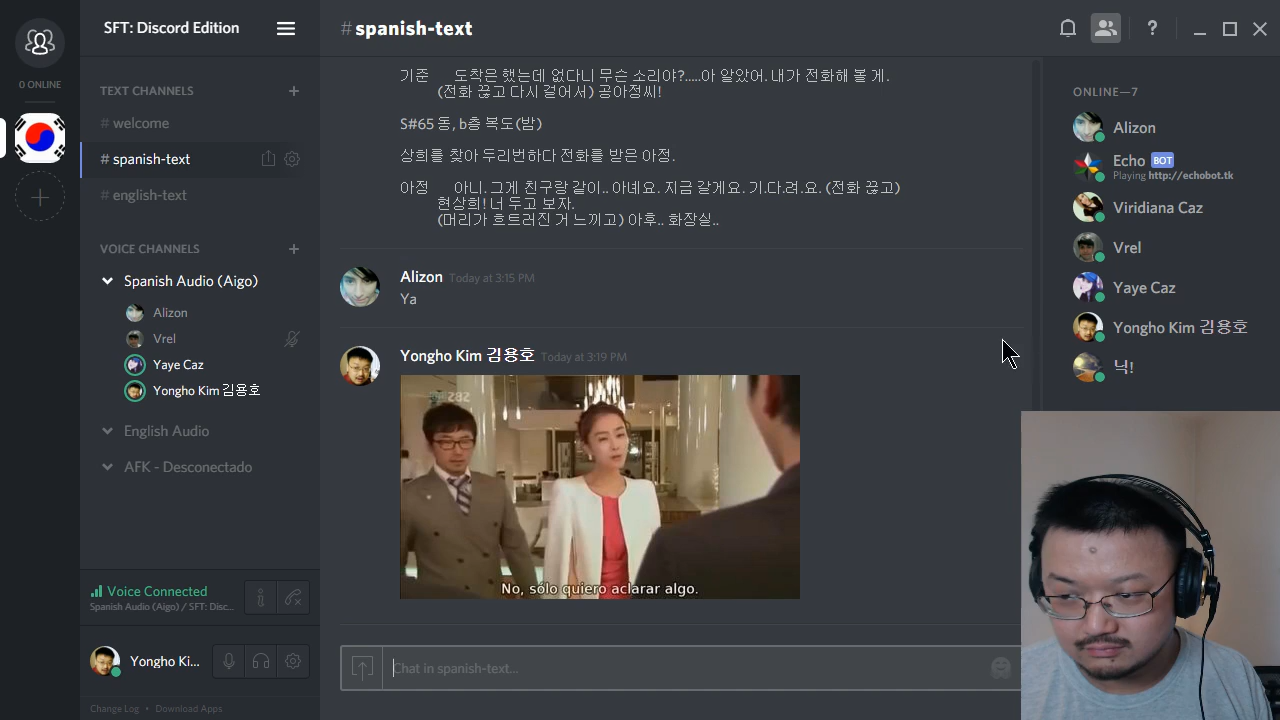 SFT: Discord Edition
#spanish-text
0 ONLINE
TEXT CHANNELS
# welcome
# spanish-text
# english-text
VOICE CHANNELS
Spanish Audio (Aigo)
Alizon
Vrel
Yaye Caz
Yongho Kim 김용호
English Audio
AFK - Desconectado
Voice Connected
Spanish Audio (Aigo) / SFT: Disc...
Yongho Ki...
Change Log • Download Apps
기준 도착은 했는데 없다니 무슨 소리야?.....아 알았어. 내가 전화해 볼 게.
(전화 끊고 다시 걸어서) 공아정씨!
S#65 동, b층 복도(밤)
상희를 찾아 두리번하다 전화를 받은 아정.
아정 아니. 그게 친구랑 같이.. 아네요. 지금 갈게요. 기.다.려.요. (전화 끊고)
현상희! 너 두고 보자.
(머리가 흐트러진 거 느끼고) 아후.. 화장실..
Alizon Today at 3:15 PM
Ya
Yongho Kim 김용호 Today at 3:19 PM
No, sólo quiero aclarar algo.
Chat in spanish-text...
ONLINE—7
Alizon
Echo BOT
Playing http://echobot.tk
Viridiana Caz
Vrel
Yaye Caz
Yongho Kim 김용호
닉!